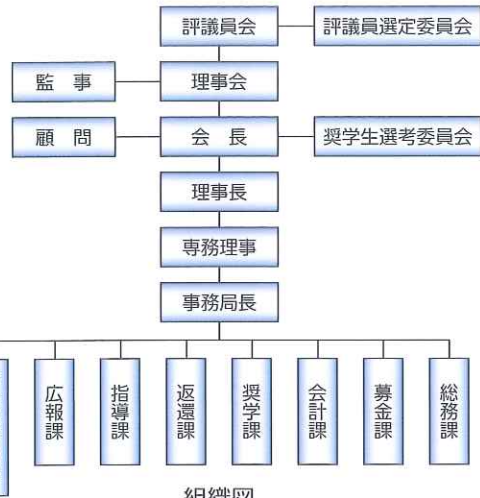 評議員会
評議員選定委員会
監 事
理事会
顧 問
会 長
奨学生選考委員会
理事長
専務理事
事務局長
広報課
指導課
返還課
奨学課
会計課
募金課
総務課
組織図